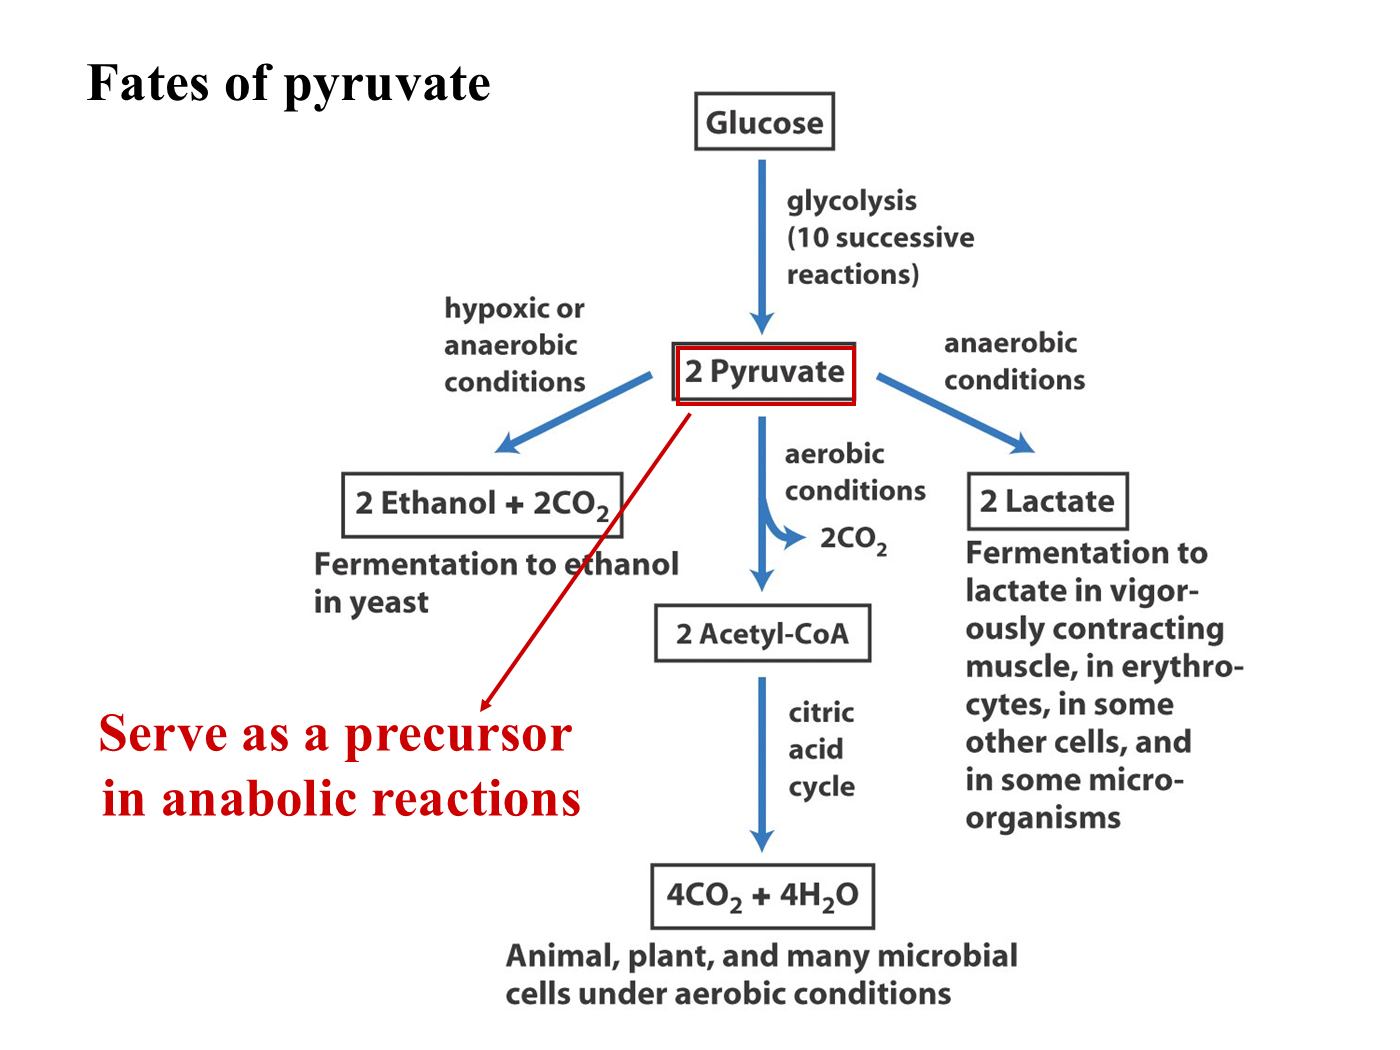 Fates of pyruvate
Glucose
glycolysis
(10 successive
reactions)
hypoxic or
anaerobic
conditions
2 Pyruvate
anaerobic
conditions
2 Ethanol + 2CO₂
Fermentation to ethanol
in yeast
aerobic
conditions
2CO₂
2 Lactate
Fermentation to
lactate in vigor-
ously contracting
muscle, in erythro-
cytes, in some
other cells, and
in some micro-
organisms
2 Acetyl-CoA
Serve as a precursor
in anabolic reactions
citric
acid
cycle
4CO₂ + 4H₂O
Animal, plant, and many microbial
cells under aerobic conditions